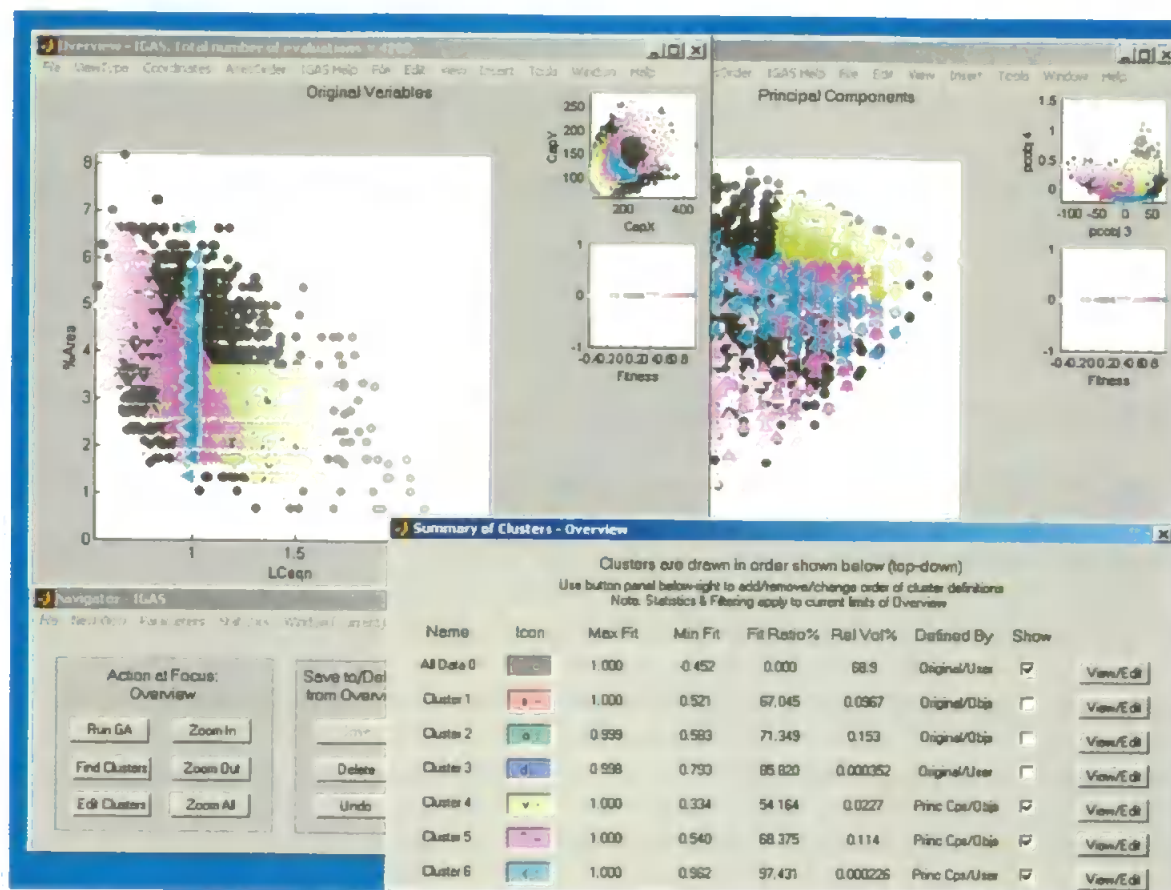 Overview - IGAS. Total number of evaluations = 4200
File ViewType Coordinates AxesOrder IGAS Help File Edit View Insert Tools Window Help
Original Variables
%Area
8
7
6
5
4
3
2
1
0
1 1.5
LCeqn
CapY
250
200
150
100
200 400
CapX
1
0
-1
Fitness
IGAS Help File Edit View Insert Tools Window Help
Principal Components
pcobj 4
1.5
1
0.5
0
-100 -50 0 50
pcobj 3
1
0
-1
Fitness
Navigator - IGAS
File Parameters
Action at Focus:
Overview
Run GA Zoom In
Find Clusters Zoom Out
Edit Clusters Zoom All
Save to/Del
from Overvi
Save
Delete
Undo
Summary of Clusters - Overview
Clusters are drawn in order shown below (top-down)
Use button panel below-right to add/remove/change order of cluster definitions
Note: Statistics & Filtering apply to current limits of Overview
Name Icon Max Fit Min Fit Fit Ratio% Rel Vol% Defined By Show
All Data 0 1.000 -0.452 0.000 68.9 Original/User View/Edit
Cluster 1 1.000 0.521 67.045 0.0967 Original/Objs View/Edit
Cluster 2 0.999 0.583 71.349 0.153 Original/Objs View/Edit
Cluster 3 0.998 0.793 85.820 0.000352 Original/User View/Edit
Cluster 4 1.000 0.334 54.164 0.0227 Princ Cps/Objs View/Edit
Cluster 5 1.000 0.540 68.375 0.114 Princ Cps/Objs View/Edit
Cluster 6 1.000 0.962 97.431 0.000226 Princ Cps/User View/Edit